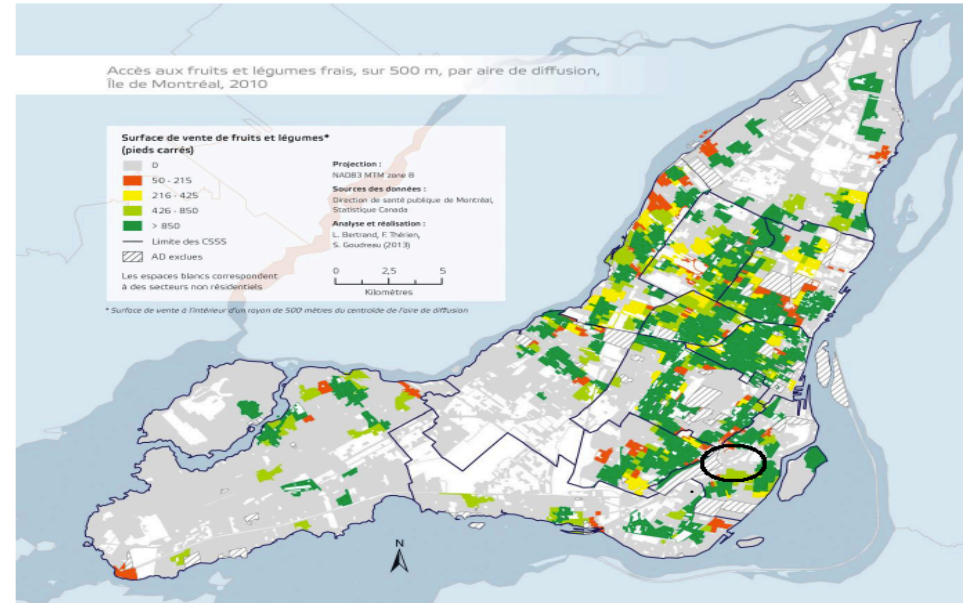 Accès aux fruits et légumes frais, sur 500 m, par aire de diffusion,
Île de Montréal, 2010
Surface de vente de fruits et légumes*
(pieds carrés)
0
50 - 215
216 - 425
426 - 850
> 850
Limite des CSSS
AD exclues
Les espaces blancs correspondent
à des secteurs non résidentiels
Projection :
NAD83 MTM zone 8
Sources des données :
Direction de santé publique de Montréal,
Statistique Canada
Analyse et réalisation :
L. Bertrand, F. Thérien,
S. Goudreau (2013)
0 2,5 5
Kilomètres
* Surface de vente à l'intérieur d'un rayon de 500 mètres du centroïde de l'aire de diffusion
N